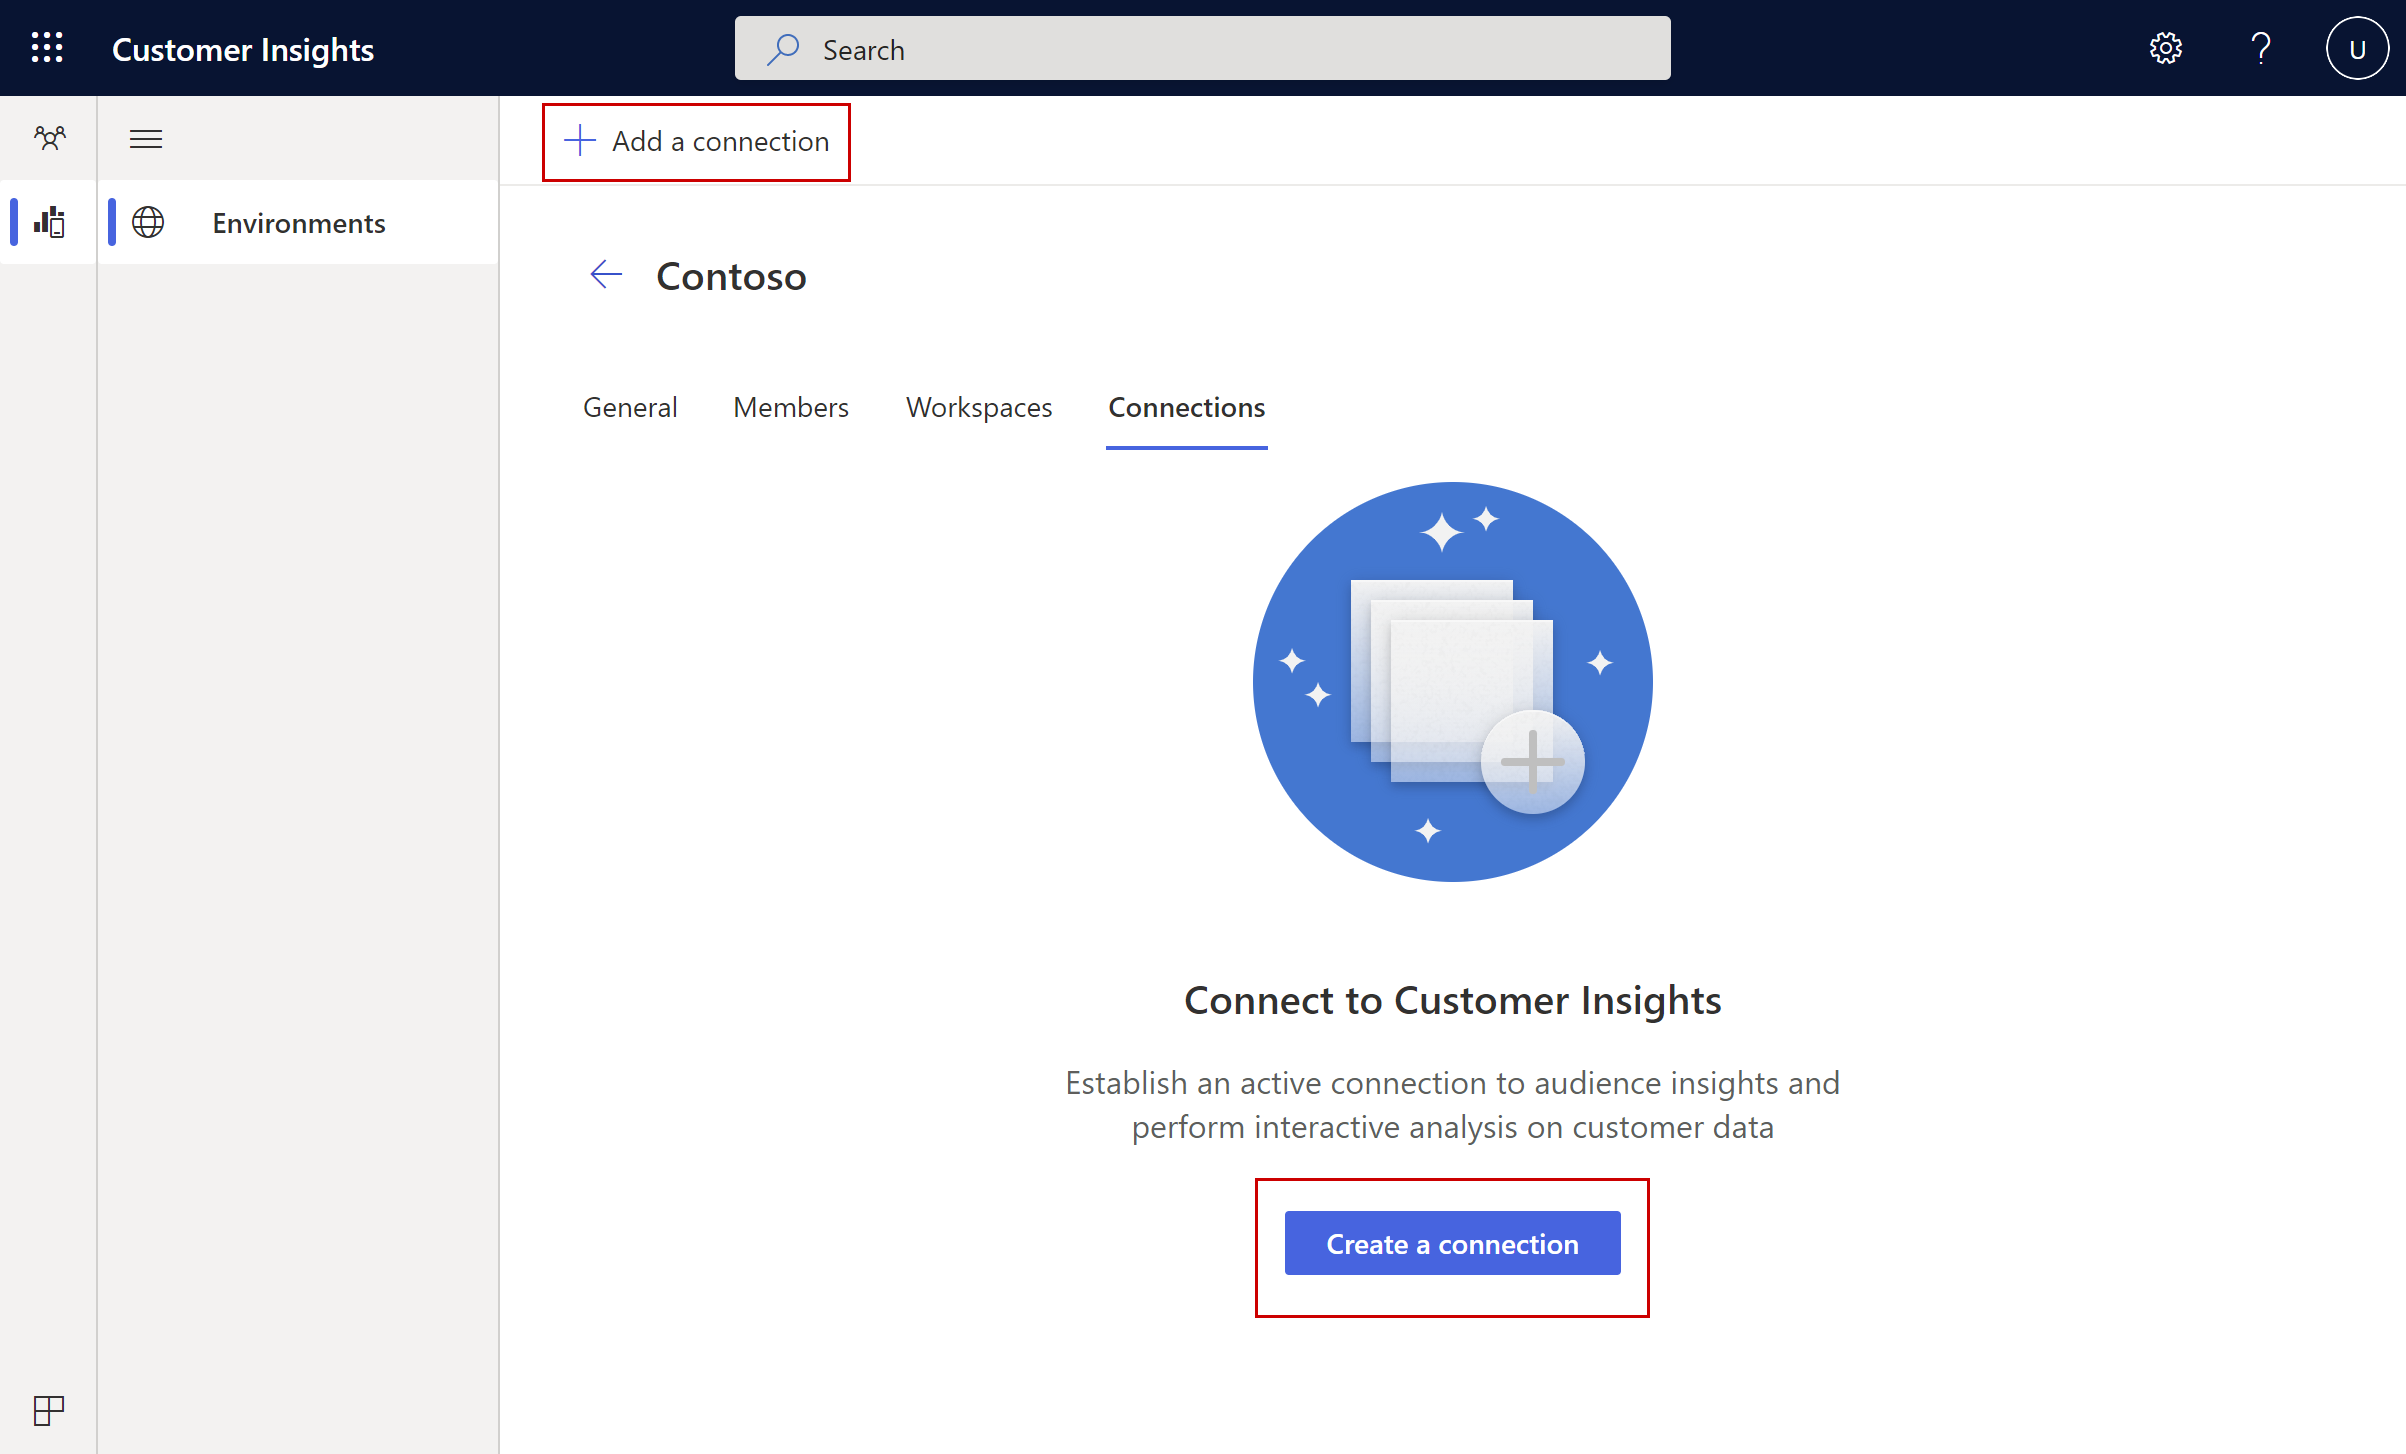 Customer Insights
Search
U
Add a connection
Environments
Contoso
General
Members
Workspaces
Connections
Connect to Customer Insights
Establish an active connection to audience insights and
perform interactive analysis on customer data
Create a connection